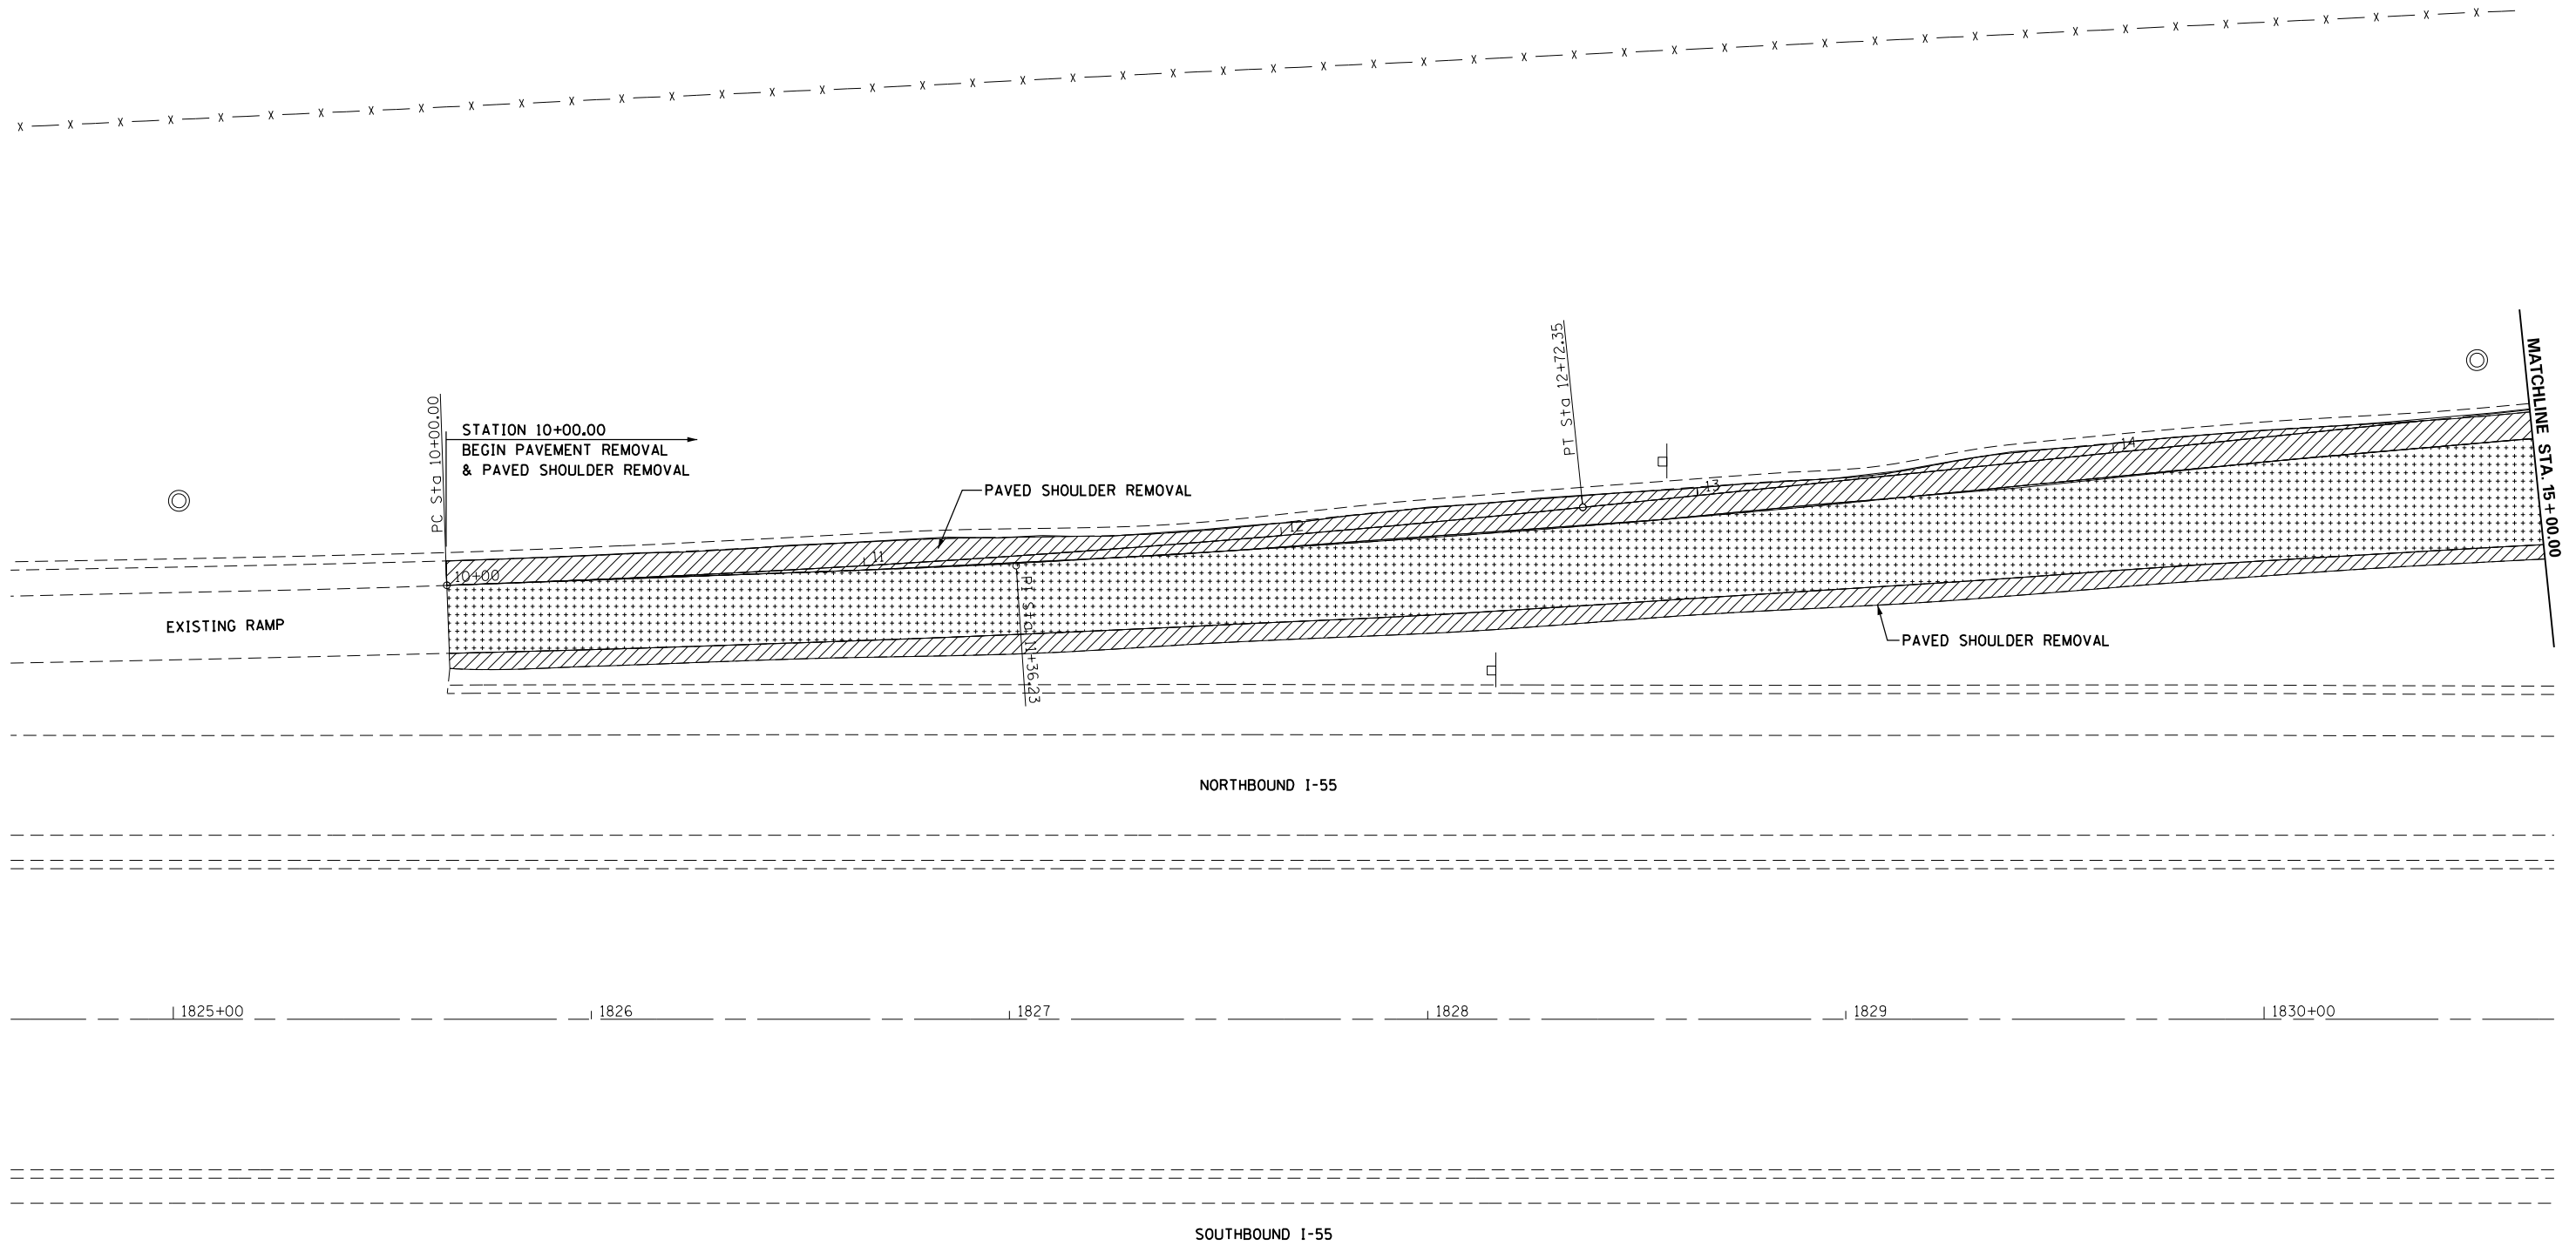 PC Sta 10+00.00
STATION 10+00.00
BEGIN PAVEMENT REMOVAL
& PAVED SHOULDER REMOVAL
PAVED SHOULDER REMOVAL
PT Sta 12+72.35
MATCHLINE STA. 15+00.00
10+00
11
12
13
14
PI Sta 11+36.23
EXISTING RAMP
PAVED SHOULDER REMOVAL
NORTHBOUND I-55
1825+00
1826
1827
1828
1829
1830+00
SOUTHBOUND I-55